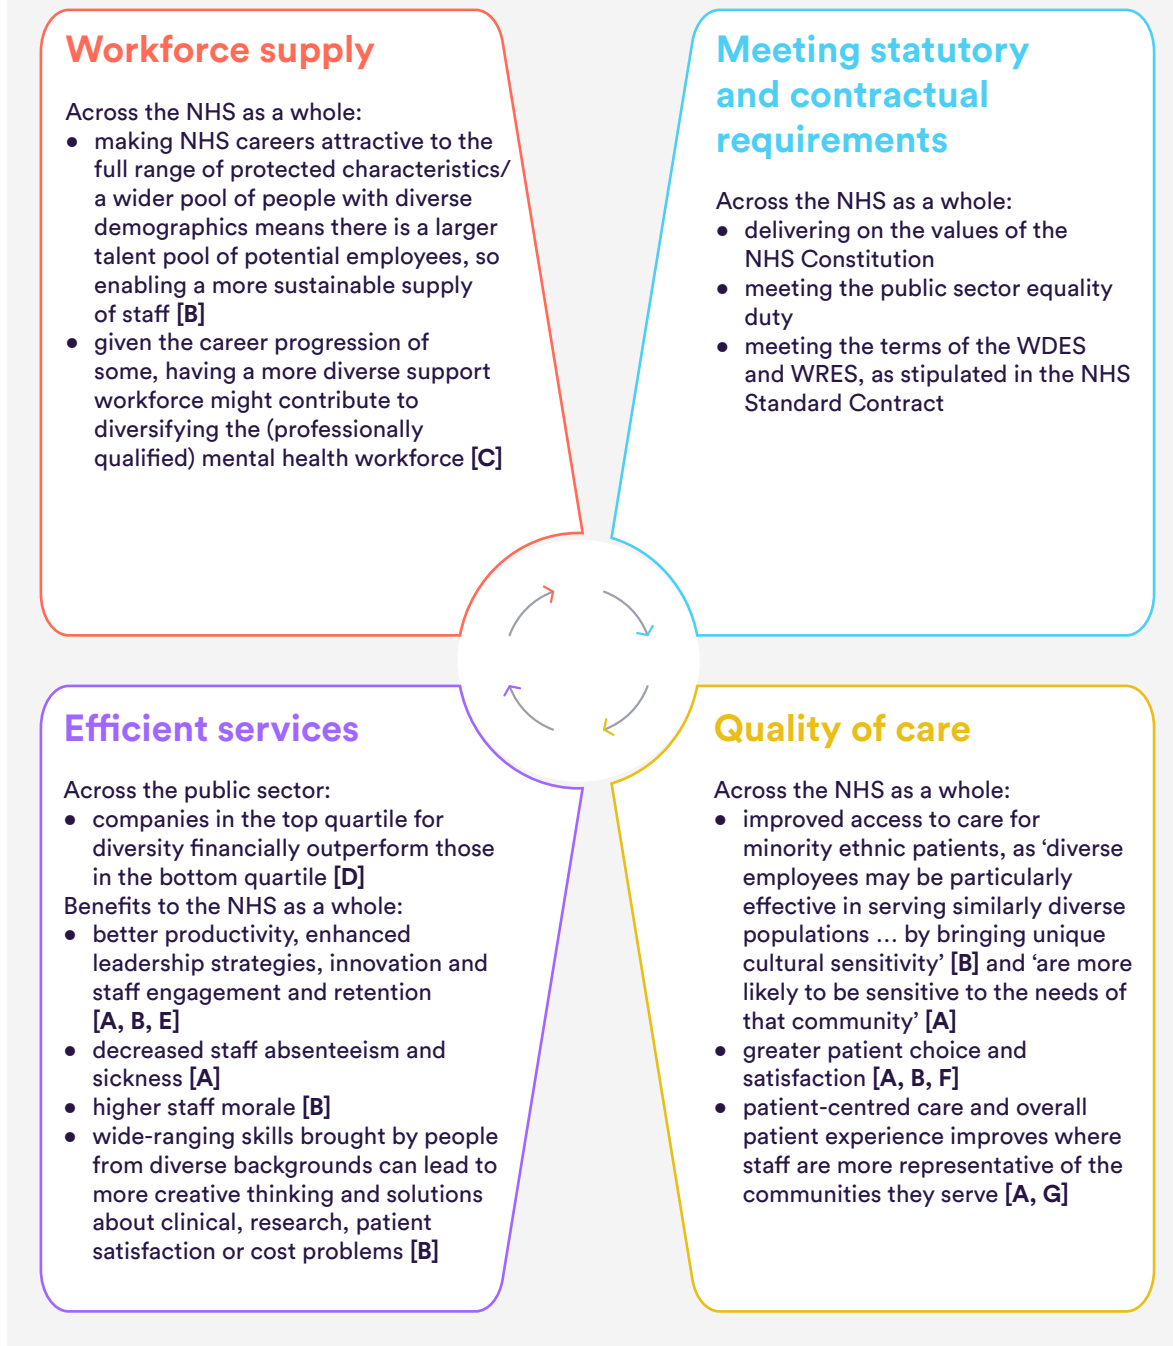 Workforce supply
Across the NHS as a whole:
• making NHS careers attractive to the
full range of protected characteristics/
a wider pool of people with diverse
demographics means there is a larger
talent pool of potential employees, so
enabling a more sustainable supply
of staff [B]
• given the career progression of
some, having a more diverse support
workforce might contribute to
diversifying the (professionally
qualified) mental health workforce [C]
Meeting statutory
and contractual
requirements
Across the NHS as a whole:
• delivering on the values of the
NHS Constitution
• meeting the public sector equality
duty
• meeting the terms of the WDES
and WRES, as stipulated in the NHS
Standard Contract
Efficient services
Across the public sector:
• companies in the top quartile for
diversity financially outperform those
in the bottom quartile [D]
Benefits to the NHS as a whole:
• better productivity, enhanced
leadership strategies, innovation and
staff engagement and retention
[A, B, E]
• decreased staff absenteeism and
sickness [A]
• higher staff morale [B]
• wide-ranging skills brought by people
from diverse backgrounds can lead to
more creative thinking and solutions
about clinical, research, patient
satisfaction or cost problems [B]
Quality of care
Across the NHS as a whole:
• improved access to care for
minority ethnic patients, as ‘diverse
employees may be particularly
effective in serving similarly diverse
populations … by bringing unique
cultural sensitivity’ [B] and ‘are more
likely to be sensitive to the needs of
that community’ [A]
• greater patient choice and
satisfaction [A, B, F]
• patient-centred care and overall
patient experience improves where
staff are more representative of the
communities they serve [A, G]